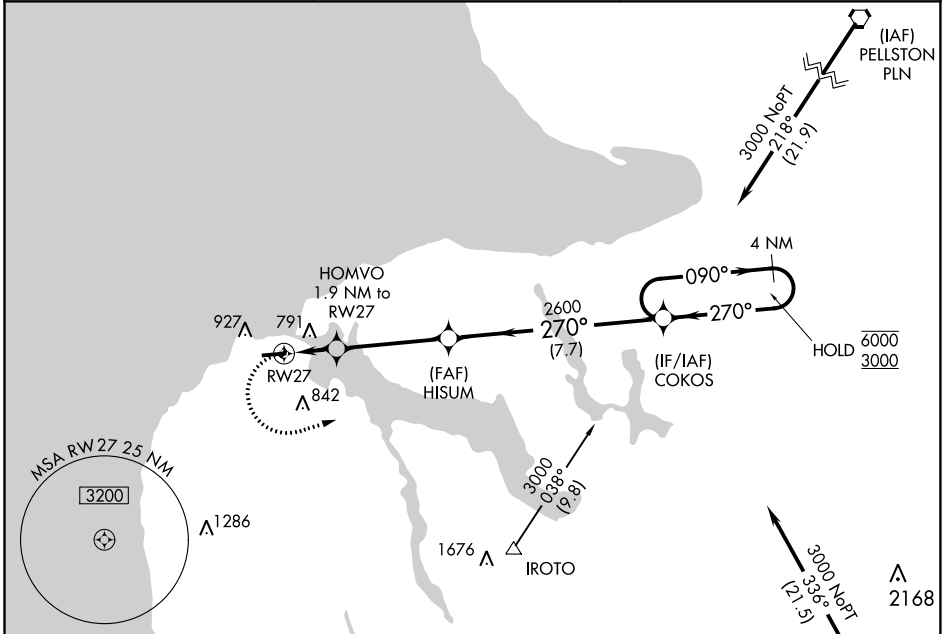 (IAF)
PELLSTON
PLN
3000 NoPT
218°
(21.9)
4 NM
090°
270°
HOLD
6000
3000
HOMVO
1.9 NM to
RW27
2600
270°
(7.7)
(IF/IAF)
COKOS
(FAF)
HISUM
927
791
RW27
842
MSA RW27 25 NM
3200
1286
3000
038°
(9.8)
1676
IROTO
3000 NoPT
336°
(21.5)
2168